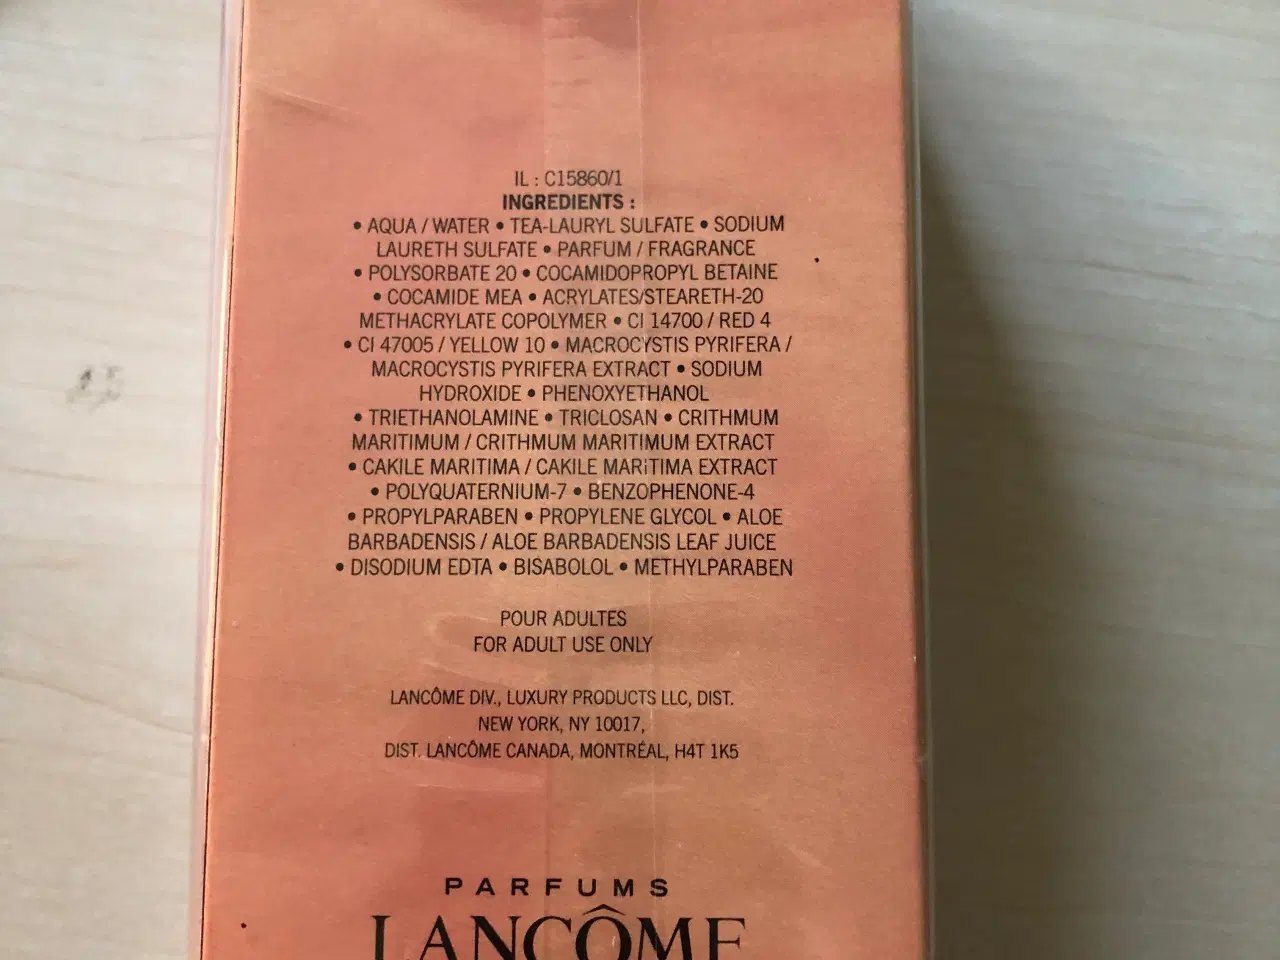 IL : C15860/1
INGREDIENTS :
• AQUA / WATER • TEA-LAURYL SULFATE • SODIUM
LAURETH SULFATE • PARFUM / FRAGRANCE
• POLYSORBATE 20 • COCAMIDOPROPYL BETAINE
• COCAMIDE MEA • ACRYLATES/STEARETH-20
METHACRYLATE COPOLYMER • CI 14700 / RED 4
• CI 47005 / YELLOW 10 • MACROCYSTIS PYRIFERA /
MACROCYSTIS PYRIFERA EXTRACT • SODIUM
HYDROXIDE • PHENOXYETHANOL
• TRIETHANOLAMINE • TRICLOSAN • CRITHMUM
MARITIMUM / CRITHMUM MARITIMUM EXTRACT
• CAKILE MARITIMA / CAKILE MARITIMA EXTRACT
• POLYQUATERNIUM-7 • BENZOPHENONE-4
• PROPYLPARABEN • PROPYLENE GLYCOL • ALOE
BARBADENSIS / ALOE BARBADENSIS LEAF JUICE
• DISODIUM EDTA • BISABOLOL • METHYLPARABEN
POUR ADULTES
FOR ADULT USE ONLY
LANCÔME DIV., LUXURY PRODUCTS LLC, DIST.
NEW YORK, NY 10017,
DIST. LANCÔME CANADA, MONTRÉAL, H4T 1K5
PARFUMS
LANCÔME